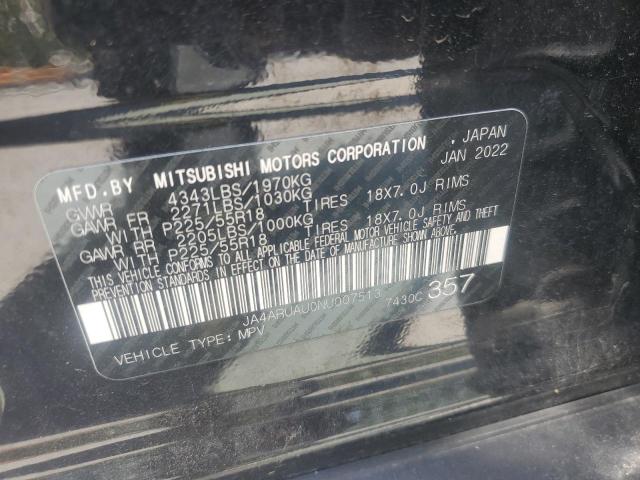 MFD.BY MITSUBISHI MOTORS CORPORATION , JAPAN
JAN 2022
GVWR 4343LBS/1970KG
GAWR FR 2271LBS/1030KG
WITH P225/55R18 TIRES 18X7.0J RIMS
GAWR RR 2205LBS/1000KG
WITH P225/55R18 TIRES 18X7.0J RIMS
THIS VEHICLE CONFORMS TO ALL APPLICABLE FEDERAL MOTOR VEHICLE SAFETY AND THEFT
PREVENTION STANDARDS IN EFFECT ON THE DATE OF MANUFACTURE SHOWN ABOVE.
JA4ARUAU0NU007513
7430C 357
VEHICLE TYPE: MPV